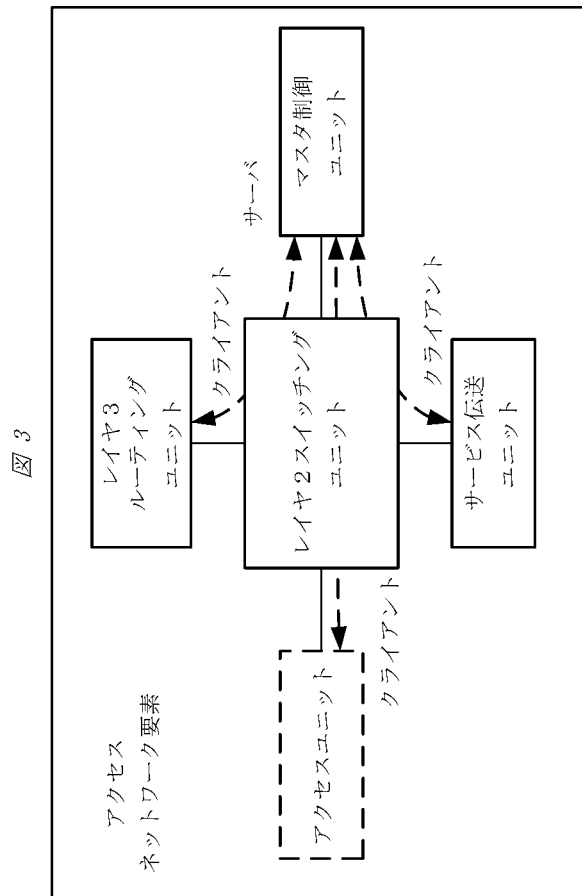 図 3
アクセス
ネットワーク要素
レイヤ3
ルーティング
ユニット
クライアント
サーバ
アクセスユニット
クライアント
レイヤ2スイッチング
ユニット
マスタ制御
ユニット
クライアント
サービス伝送
ユニット